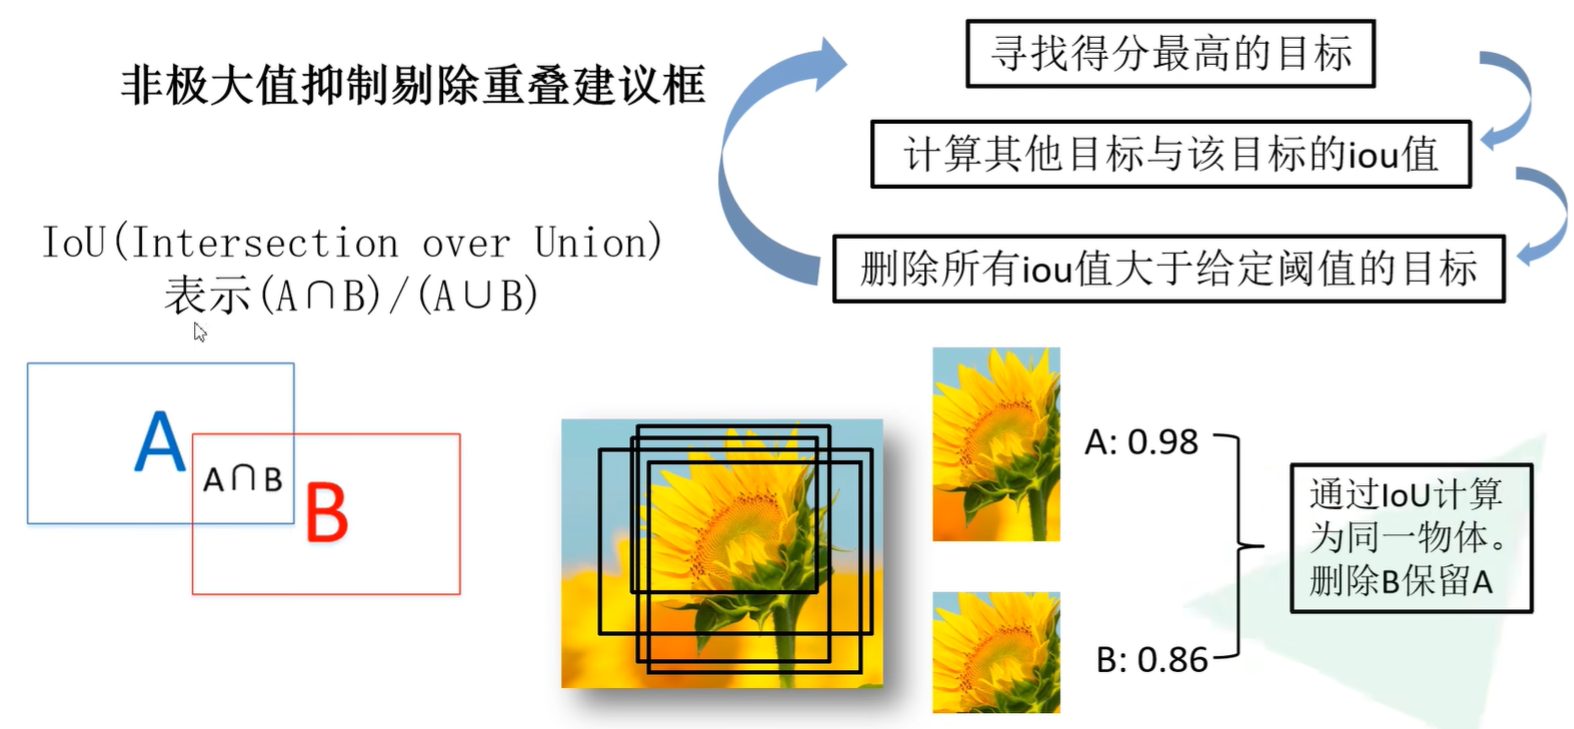 非极大值抑制剔除重叠建议框
寻找得分最高的目标
计算其他目标与该目标的iou值
删除所有iou值大于给定阈值的目标
IoU(Intersection over Union)
表示(A∩B)/(A∪B)
A
A∩B
B
A: 0.98
B: 0.86
通过IoU计算
为同一物体。
删除B保留A